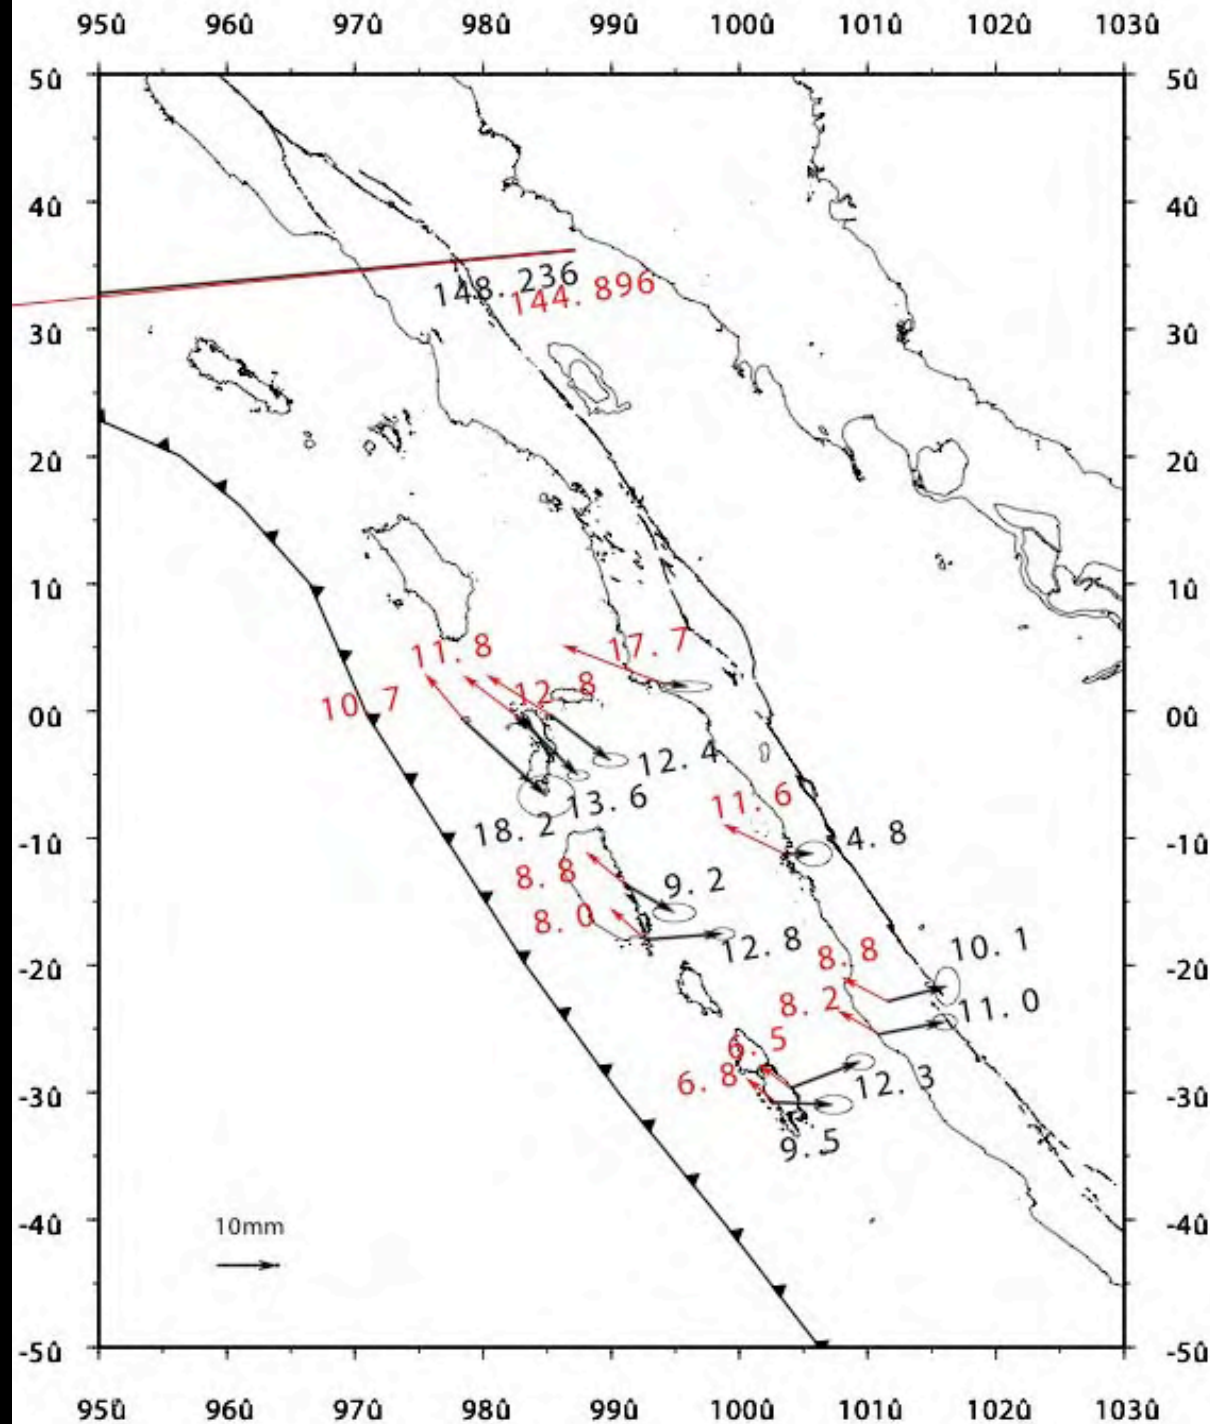 95û 96û 97û 98û 99û 100û 101û 102û 103û
5û 5û
4û 4û
148.236 144.896
3û 3û
2û 2û
1û 1û
11.8 17.7
10.7 12.8
0û 0û
12.4
13.6 11.6
18.2 4.8
-1û -1û
8.8 9.2
8.0 12.8 10.1
8.8
-2û -2û
8.2 11.0
6.5
6.8 12.3
-3û -3û
9.5
10mm
-4û -4û
-5û -5û
95û 96û 97û 98û 99û 100û 101û 102û 103û